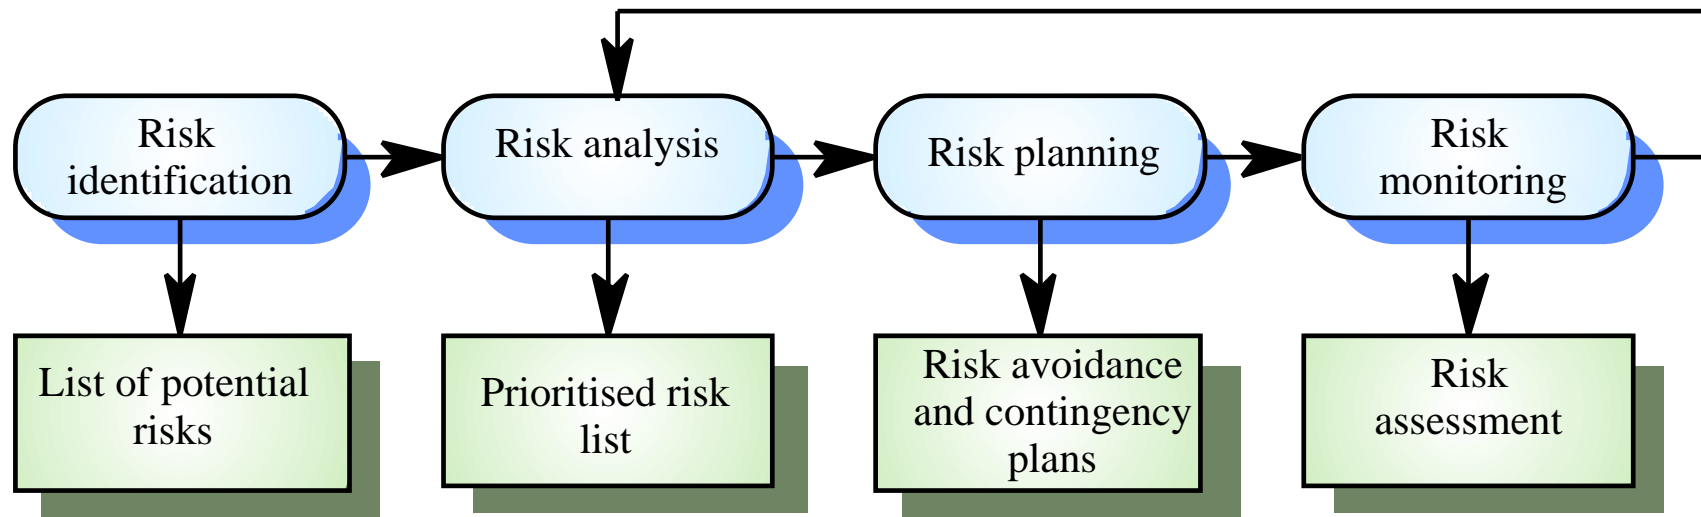 Risk
identification
Risk analysis
Risk planning
Risk
monitoring
List of potential
risks
Prioritised risk
list
Risk avoidance
and contingency
plans
Risk
assessment